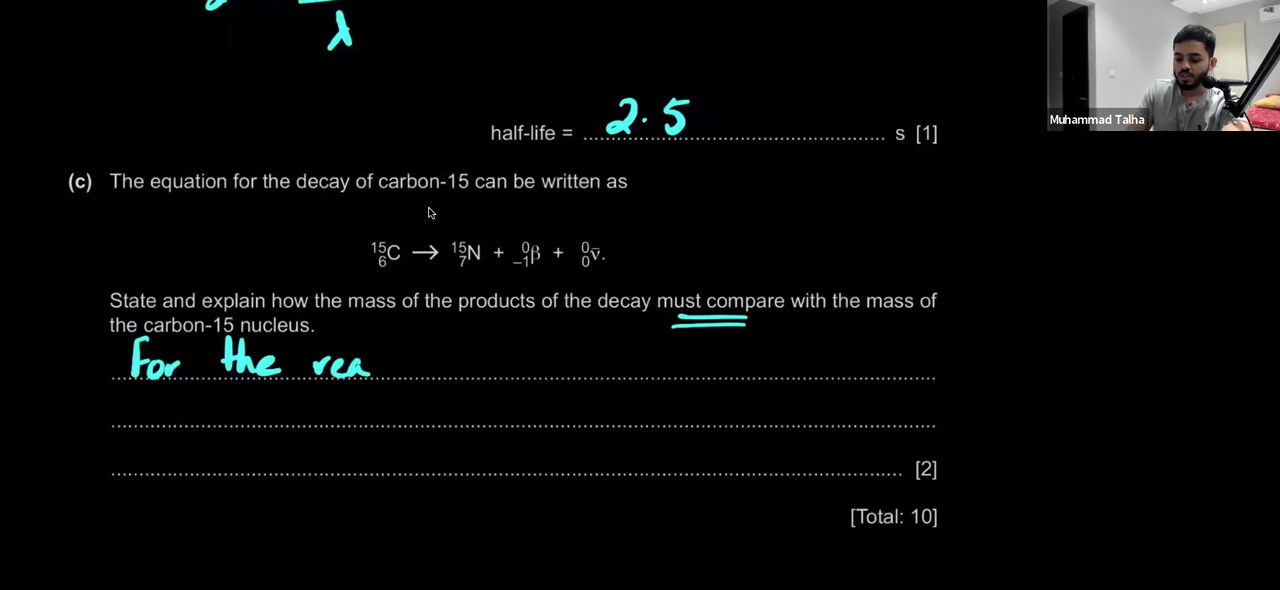 λ
Muhammad Talha
half-life = 2.5 s [1]
(c) The equation for the decay of carbon-15 can be written as
¹⁵₆C → ¹⁵₇N + ⁰₋₁β + ⁰₀ν̅.
State and explain how the mass of the products of the decay must compare with the mass of
the carbon-15 nucleus.
For the rea
[2]
[Total: 10]